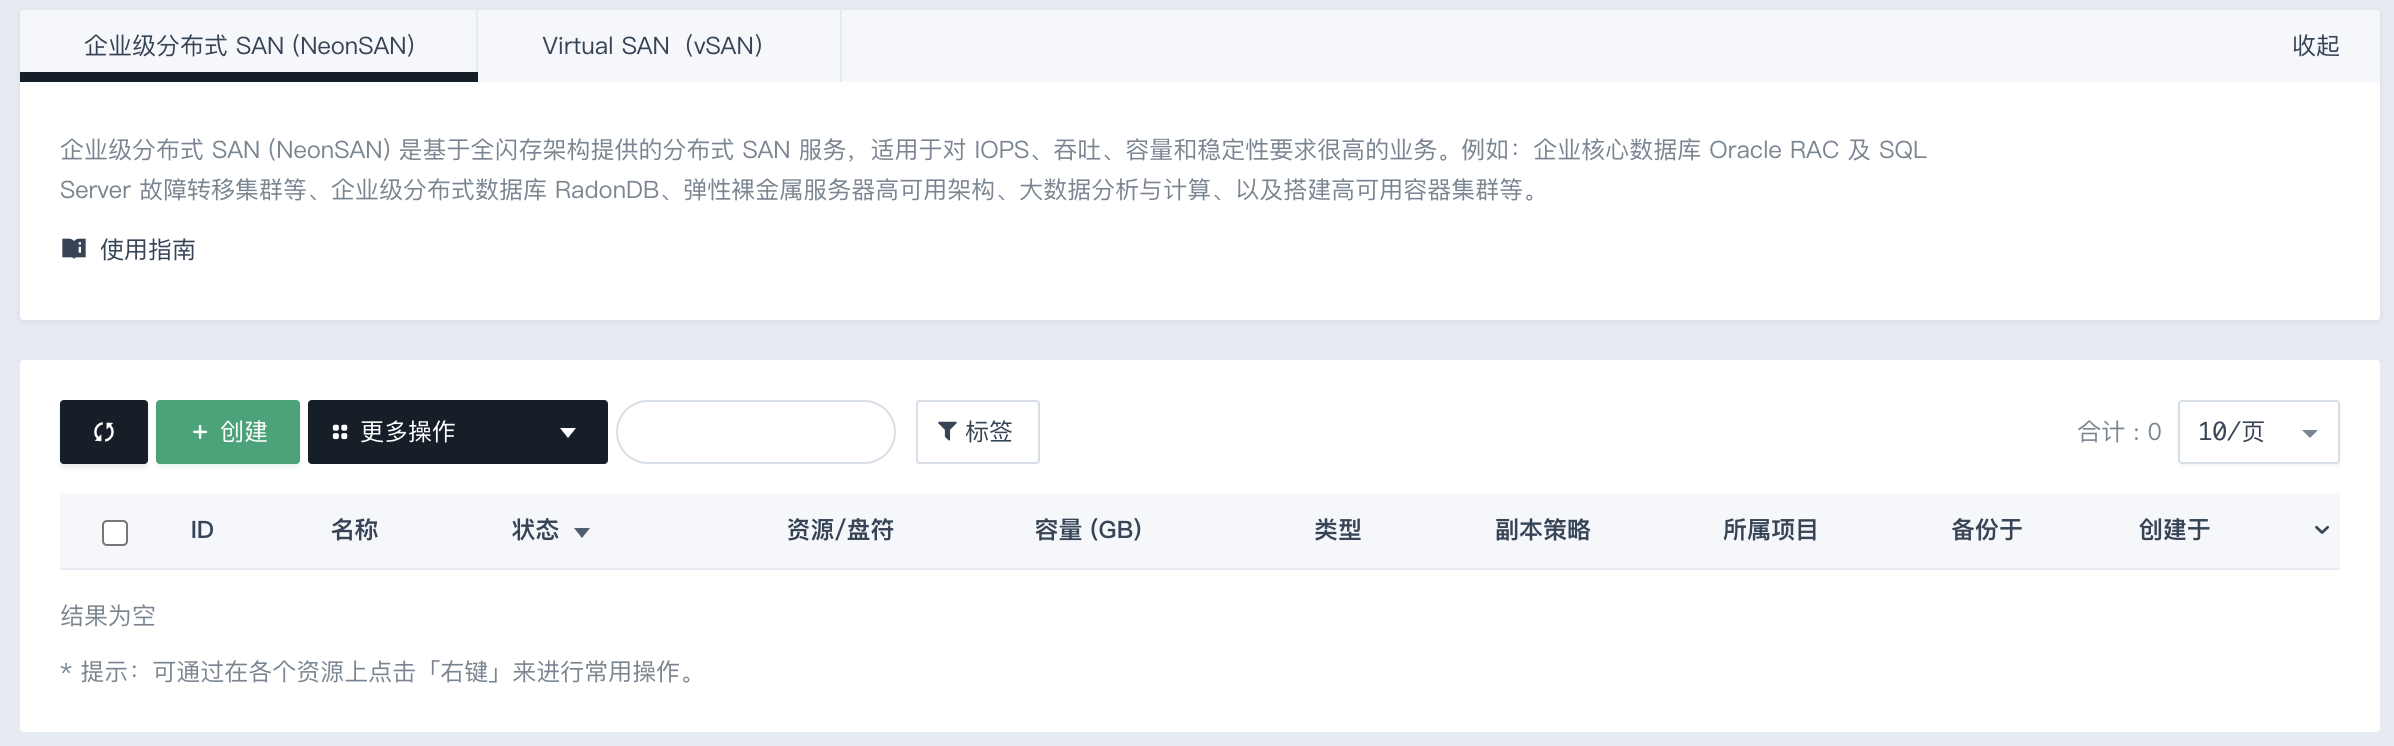 企业级分布式 SAN (NeonSAN) Virtual SAN（vSAN） 收起
企业级分布式 SAN (NeonSAN) 是基于全闪存架构提供的分布式 SAN 服务，适用于对 IOPS、吞吐、容量和稳定性要求很高的业务。例如：企业核心数据库 Oracle RAC 及 SQL
Server 故障转移集群等、企业级分布式数据库 RadonDB、弹性裸金属服务器高可用架构、大数据分析与计算、以及搭建高可用容器集群等。
使用指南
+ 创建 更多操作 标签 合计：0 10/页
ID 名称 状态 资源/盘符 容量 (GB) 类型 副本策略 所属项目 备份于 创建于
结果为空
* 提示：可通过在各个资源上点击「右键」来进行常用操作。